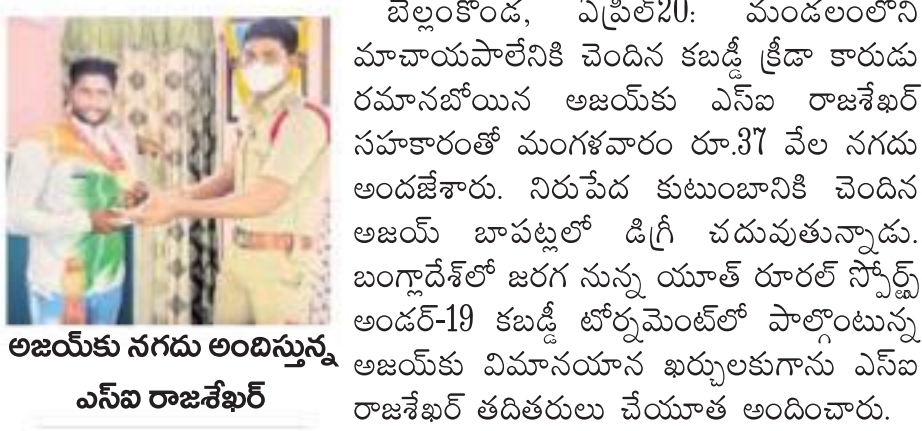 బెల్లంకొండ, ఏప్రిల్20: మండలంలోని
మాచాయపాలేనికి చెందిన కబడ్డీ క్రీడా కారుడు
రమానబోయిన అజయ్‌కు ఎస్ఐ రాజశేఖర్
సహకారంతో మంగళవారం రూ.37 వేల నగదు
అందజేశారు. నిరుపేద కుటుంబానికి చెందిన
అజయ్ బాపట్లలో డిగ్రీ చదువుతున్నాడు.
బంగ్లాదేశ్‌లో జరగ నున్న యూత్ రూరల్ స్పోర్ట్స్
అండర్-19 కబడ్డీ టోర్నమెంట్‌లో పాల్గొంటున్న
అజయ్‌కు విమానయాన ఖర్చులకుగాను ఎస్ఐ
రాజశేఖర్ తదితరులు చేయూత అందించారు.
అజయ్‌కు నగదు అందిస్తున్న
ఎస్ఐ రాజశేఖర్